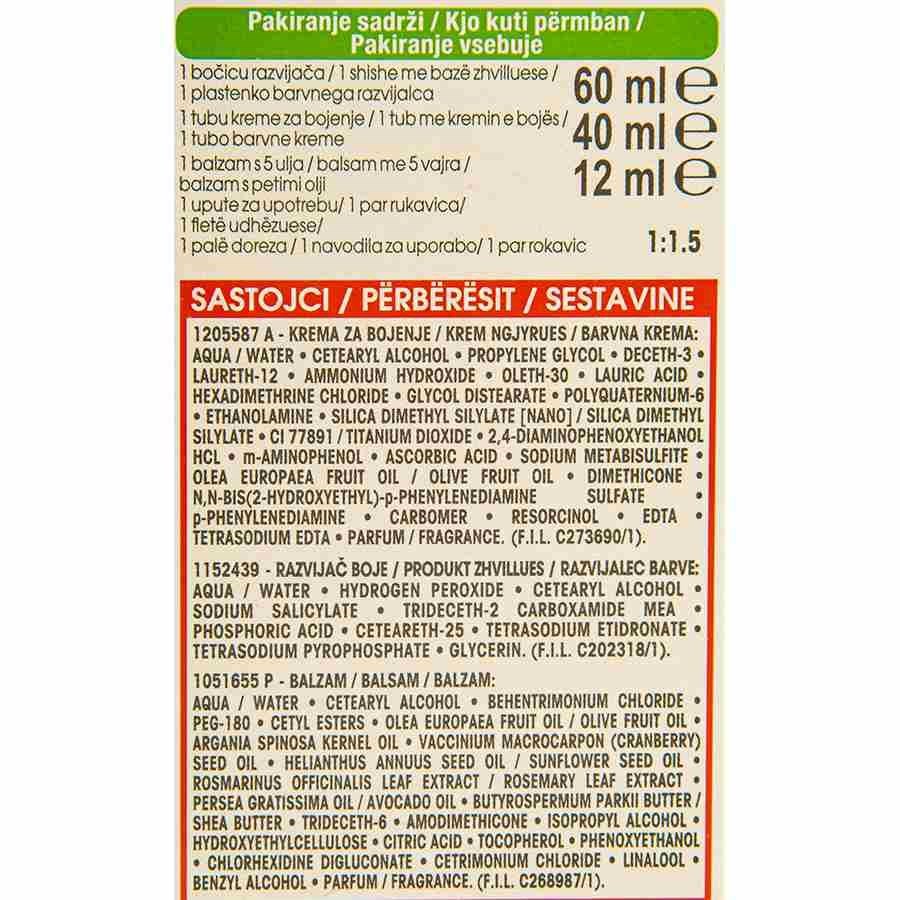 Pakiranje sadrži / Kjo kuti përmban /
Pakiranje vsebuje
1 bočicu razvijača / 1 shishe me bazë zhvilluese /
1 plastenko barvnega razvijalca
60 ml ℮
1 tubu kreme za bojenje / 1 tub me kremin e bojës /
1 tubo barvne kreme
40 ml ℮
1 balzam s 5 ulja / balsam me 5 vajra /
balzam s petimi olji
12 ml ℮
1 upute za upotrebu/ 1 par rukavica/
1 fletë udhëzuese/
1 palë doreza / 1 navodila za uporabo/ 1 par rokavic
1:1.5
SASTOJCI / PËRBËRËSIT / SESTAVINE
1205587 A - KREMA ZA BOJENJE / KREM NGJYRUES / BARVNA KREMA:
AQUA / WATER • CETEARYL ALCOHOL • PROPYLENE GLYCOL • DECETH-3 •
LAURETH-12 • AMMONIUM HYDROXIDE • OLETH-30 • LAURIC ACID •
HEXADIMETHRINE CHLORIDE • GLYCOL DISTEARATE • POLYQUATERNIUM-6
• ETHANOLAMINE • SILICA DIMETHYL SILYLATE [NANO] / SILICA DIMETHYL
SILYLATE • CI 77891 / TITANIUM DIOXIDE • 2,4-DIAMINOPHENOXYETHANOL
HCL • m-AMINOPHENOL • ASCORBIC ACID • SODIUM METABISULFITE •
OLEA EUROPAEA FRUIT OIL / OLIVE FRUIT OIL • DIMETHICONE •
N,N-BIS(2-HYDROXYETHYL)-p-PHENYLENEDIAMINE SULFATE •
p-PHENYLENEDIAMINE • CARBOMER • RESORCINOL • EDTA •
TETRASODIUM EDTA • PARFUM / FRAGRANCE. (F.I.L. C273690/1).
1152439 - RAZVIJAČ BOJE / PRODUKT ZHVILLUES / RAZVIJALEC BARVE:
AQUA / WATER • HYDROGEN PEROXIDE • CETEARYL ALCOHOL •
SODIUM SALICYLATE • TRIDECETH-2 CARBOXAMIDE MEA •
PHOSPHORIC ACID • CETEARETH-25 • TETRASODIUM ETIDRONATE •
TETRASODIUM PYROPHOSPHATE • GLYCERIN. (F.I.L. C202318/1).
1051655 P - BALZAM / BALSAM / BALZAM:
AQUA / WATER • CETEARYL ALCOHOL • BEHENTRIMONIUM CHLORIDE •
PEG-180 • CETYL ESTERS • OLEA EUROPAEA FRUIT OIL / OLIVE FRUIT OIL •
ARGANIA SPINOSA KERNEL OIL • VACCINIUM MACROCARPON (CRANBERRY)
SEED OIL • HELIANTHUS ANNUUS SEED OIL / SUNFLOWER SEED OIL •
ROSMARINUS OFFICINALIS LEAF EXTRACT / ROSEMARY LEAF EXTRACT •
PERSEA GRATISSIMA OIL / AVOCADO OIL • BUTYROSPERMUM PARKII BUTTER /
SHEA BUTTER • TRIDECETH-6 • AMODIMETHICONE • ISOPROPYL ALCOHOL •
HYDROXYETHYLCELLULOSE • CITRIC ACID • TOCOPHEROL • PHENOXYETHANOL
• CHLORHEXIDINE DIGLUCONATE • CETRIMONIUM CHLORIDE • LINALOOL •
BENZYL ALCOHOL • PARFUM / FRAGRANCE. (F.I.L. C268987/1).